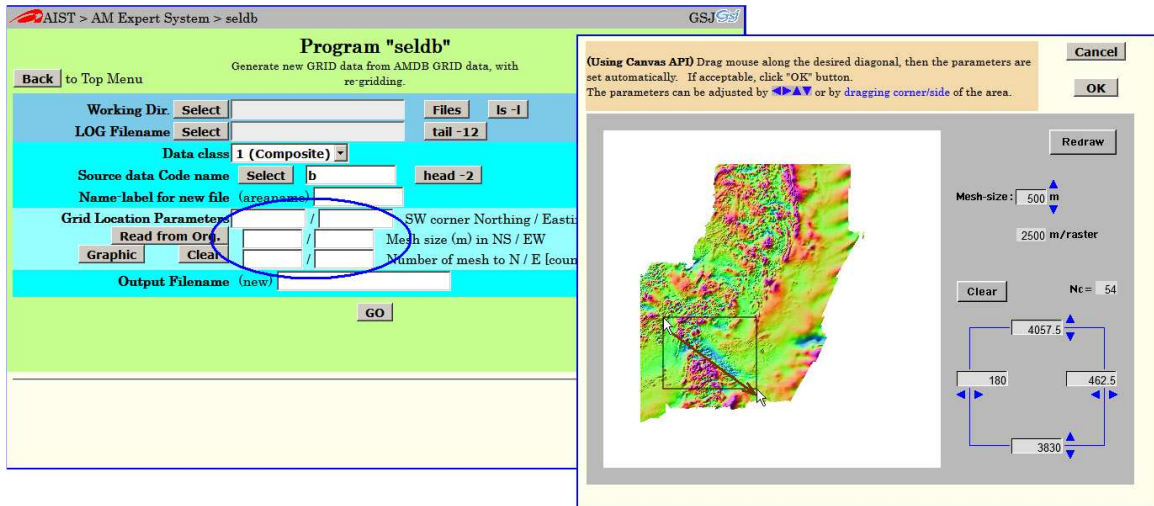 AIST > AM Expert System > seldb GSJ
Program "seldb"
Back to Top Menu
Generate new GRID data from AMDB GRID data, with
re-gridding.
Working Dir. Select Files ls -l
LOG Filename Select tail -12
Data class 1 (Composite)
Source data Code name Select b head -2
Name-label for new file (areaname)
Grid Location Parameters / SW corner Northing /
Read from Org. / Mesh size (m) in NS / EW
Graphic Clear / Number of mesh to N / E
Output Filename (new)
GO
(Using Canvas API) Drag mouse along the desired diagonal, then the parameters are
set automatically. If acceptable, click "OK" button.
The parameters can be adjusted by ◀▶▲▼ or by dragging corner/side of the area.
Cancel
OK
Redraw
Mesh-size: 500 m
2500 m/raster
Clear Nc= 54
4057.5
180 462.5
3830